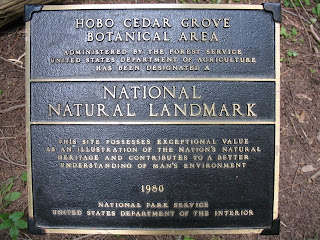 HOBO CEDAR GROVE
BOTANICAL AREA
ADMINISTERED BY THE FOREST SERVICE
UNITED STATES DEPARTMENT OF AGRICULTURE
HAS BEEN DESIGNATED A
NATIONAL
NATURAL LANDMARK
THIS SITE POSSESSES EXCEPTIONAL VALUE
AS AN ILLUSTRATION OF THE NATION'S NATURAL
HERITAGE AND CONTRIBUTES TO A BETTER
UNDERSTANDING OF MAN'S ENVIRONMENT
1980
NATIONAL PARK SERVICE
UNITED STATES DEPARTMENT OF THE INTERIOR